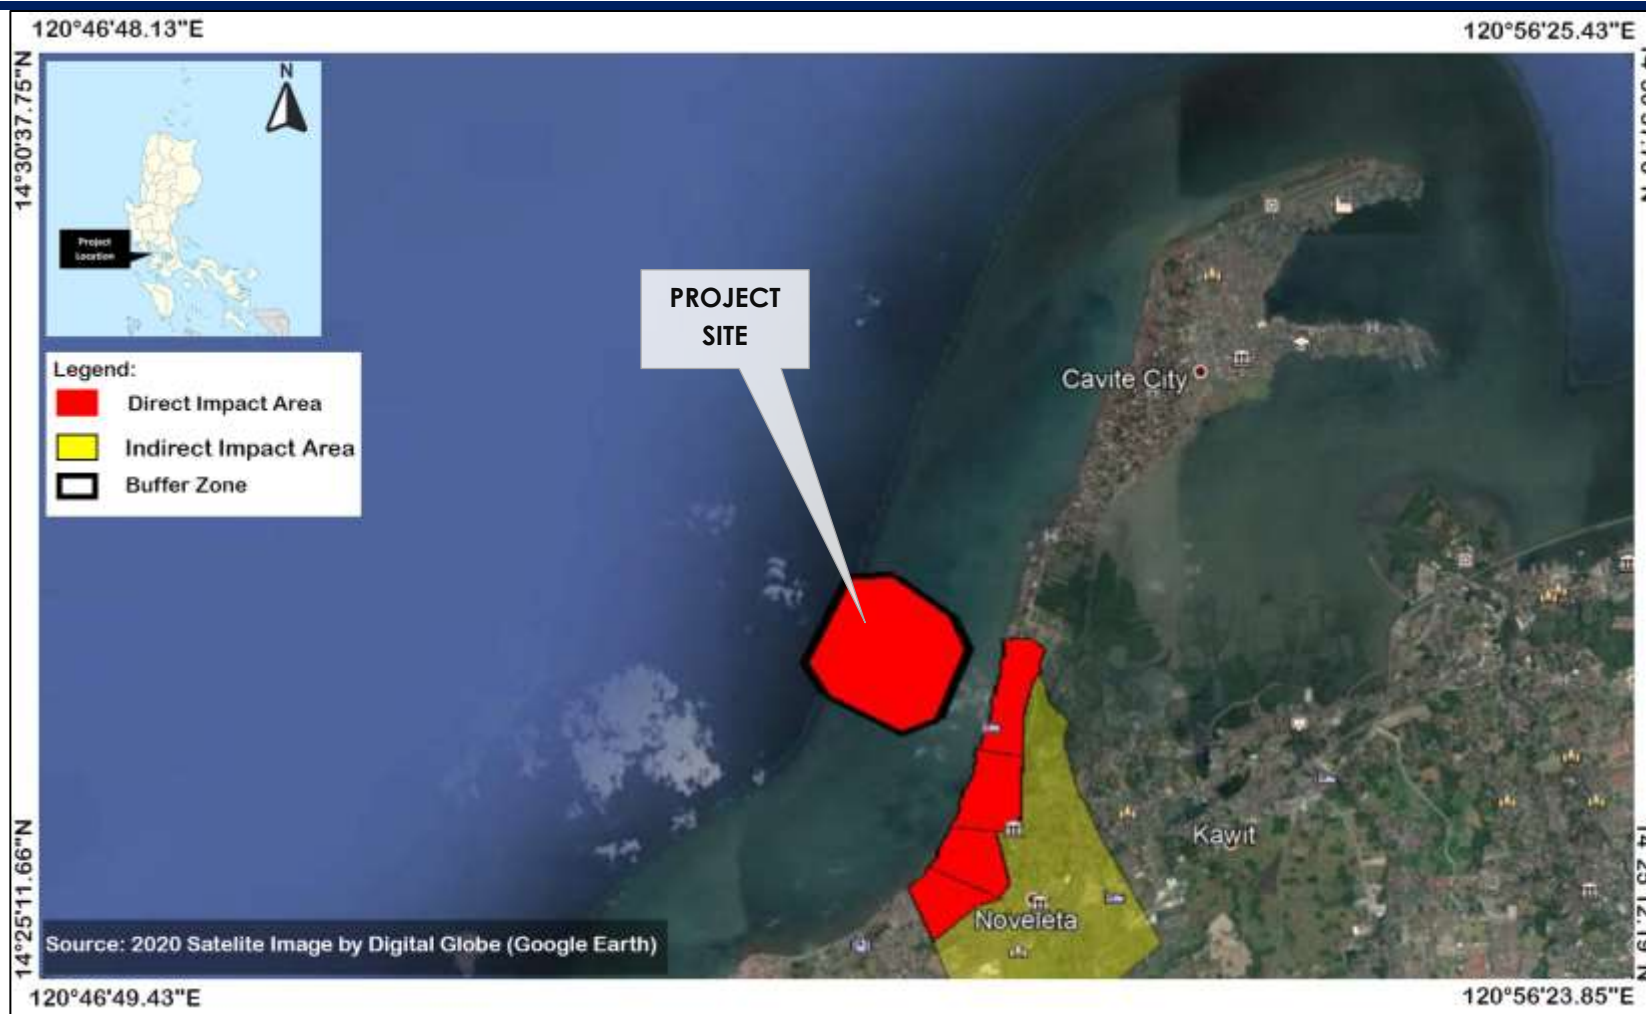 120°46'48.13"E
120°56'25.43"E
14°30'37.75"N
N
Project
Location
PROJECT
SITE
Legend:
Direct Impact Area
Indirect Impact Area
Buffer Zone
Cavite City
Kawit
Noveleta
14°25'11.66"N
Source: 2020 Satelite Image by Digital Globe (Google Earth)
120°46'49.43"E
120°56'23.85"E